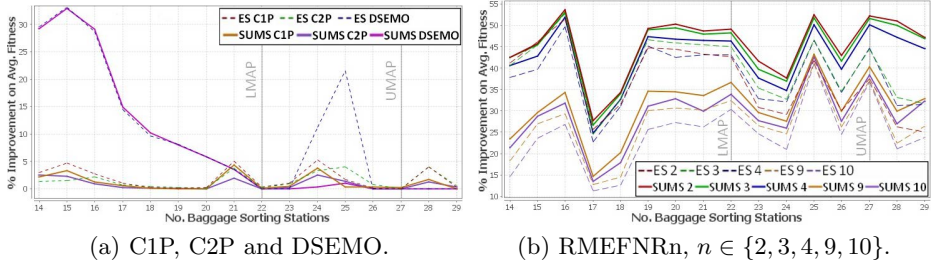 % Improvement on Avg. Fitness
30
25
20
15
10
5
0
ES C1P ES C2P ES DSEMO
SUMS C1P SUMS C2P SUMS DSEMO
LMAP
UMAP
14 15 16 17 18 19 20 21 22 23 24 25 26 27 28 29
No. Baggage Sorting Stations
(a) C1P, C2P and DSEMO.
% Improvement on Avg. Fitness
55
50
45
40
35
30
25
20
15
10
LMAP
UMAP
ES 2 ES 3 ES 4 ES 9 ES 10
SUMS 2 SUMS 3 SUMS 4 SUMS 9 SUMS 10
14 15 16 17 18 19 20 21 22 23 24 25 26 27 28 29
No. Baggage Sorting Stations
(b) RMEFNRn, n ∈ {2, 3, 4, 9, 10}.